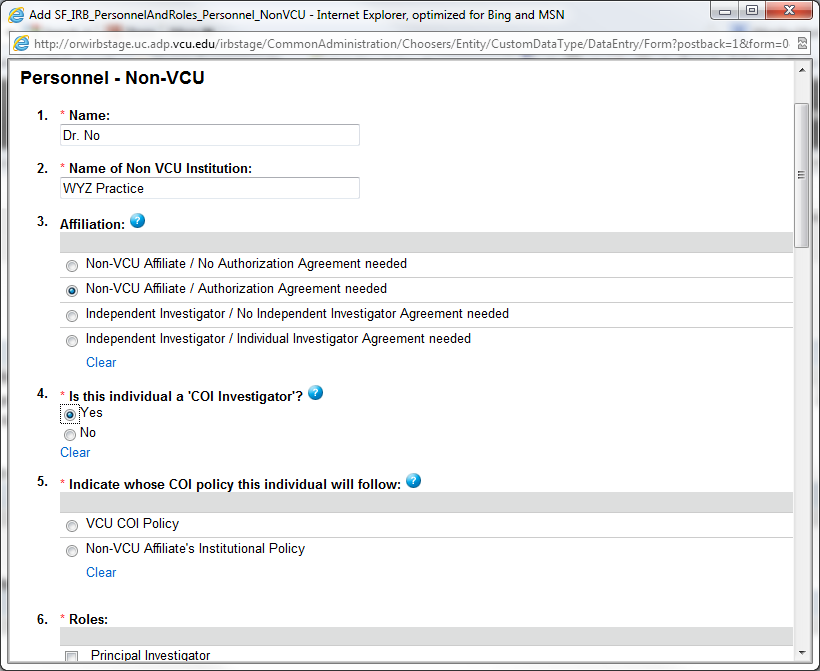 Add SF_IRB_PersonnelAndRoles_Personnel_NonVCU - Internet Explorer, optimized for Bing and MSN
http://orwirbstage.uc.adp.vcu.edu/irbstage/CommonAdministration/Choosers/Entity/CustomDataType/DataEntry/Form?postback=1&form=0
Personnel - Non-VCU
1. * Name:
Dr. No
2. * Name of Non VCU Institution:
WYZ Practice
3. Affiliation: ?
Non-VCU Affiliate / No Authorization Agreement needed
Non-VCU Affiliate / Authorization Agreement needed
Independent Investigator / No Independent Investigator Agreement needed
Independent Investigator / Individual Investigator Agreement needed
Clear
4. * Is this individual a 'COI Investigator'? ?
Yes
No
Clear
5. * Indicate whose COI policy this individual will follow: ?
VCU COI Policy
Non-VCU Affiliate's Institutional Policy
Clear
6. * Roles:
Principal Investigator